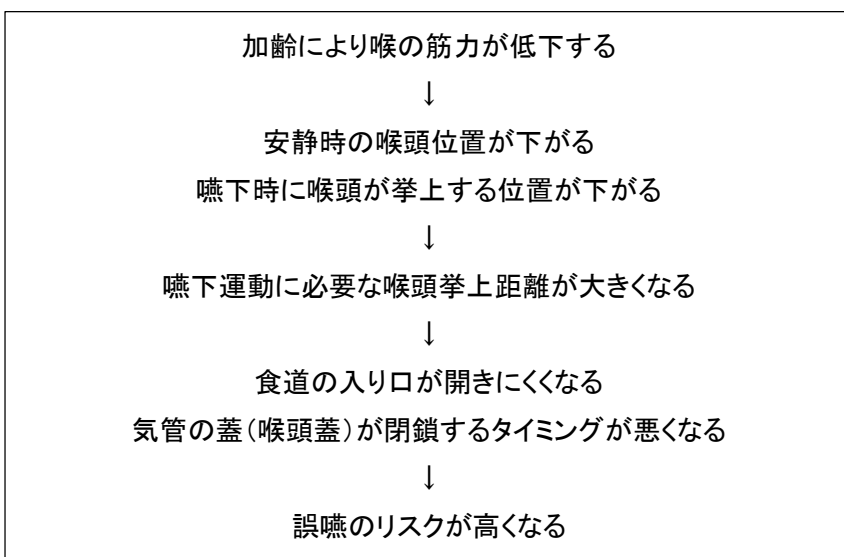 加齢により喉の筋力が低下する
↓
安静時の喉頭位置が下がる
嚥下時に喉頭が挙上する位置が下がる
↓
嚥下運動に必要な喉頭挙上距離が大きくなる
↓
食道の入り口が開きにくくなる
気管の蓋（喉頭蓋）が閉鎖するタイミングが悪くなる
↓
誤嚥のリスクが高くなる